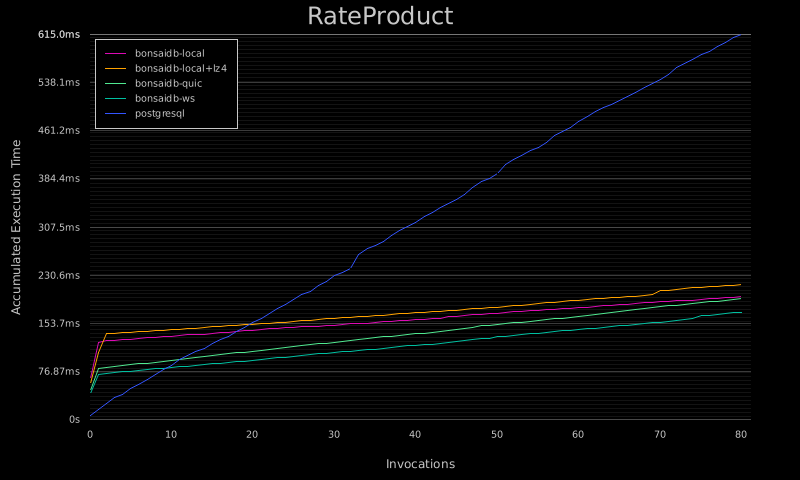 RateProduct
615.0ms
538.1ms
461.2ms
384.4ms
307.5ms
230.6ms
153.7ms
76.87ms
0s
Accumulated Execution Time
bonsaidb-local
bonsaidb-local+lz4
bonsaidb-quic
bonsaidb-ws
postgresql
0 10 20 30 40 50 60 70 80
Invocations